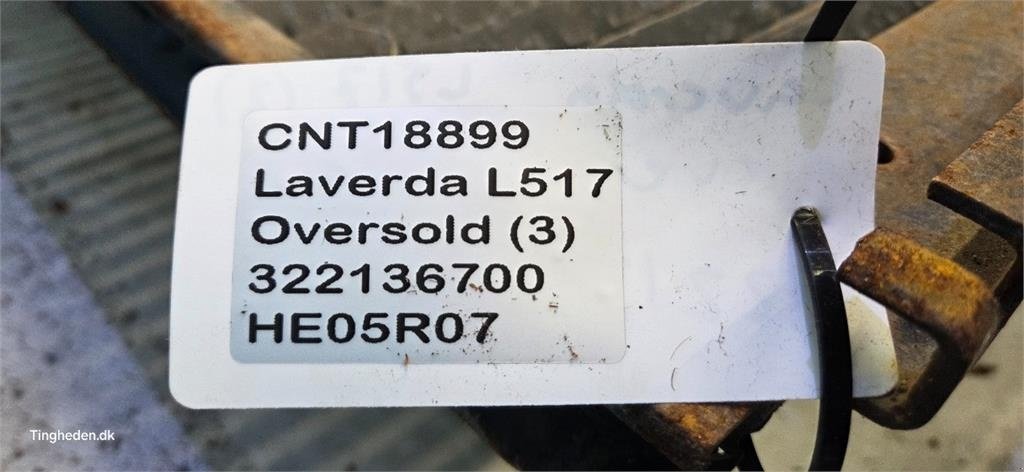 CNT18899
Laverda L517
Oversold (3)
322136700
HE05R07
Tingheden.dk